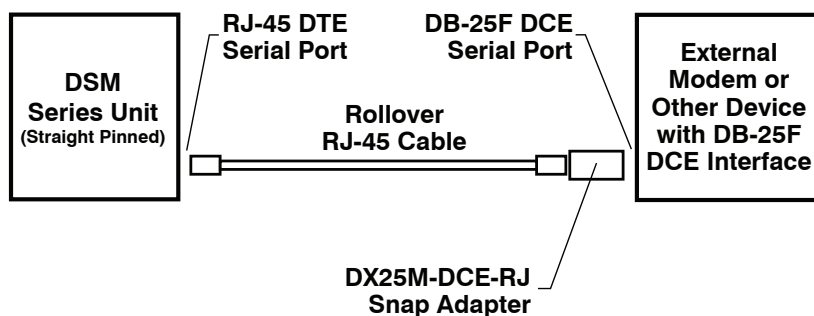 RJ-45 DTE
Serial Port
DB-25F DCE
Serial Port
DSM
Series Unit
(Straight Pinned)
Rollover
RJ-45 Cable
External
Modem or
Other Device
with DB-25F
DCE Interface
DX25M-DCE-RJ
Snap Adapter